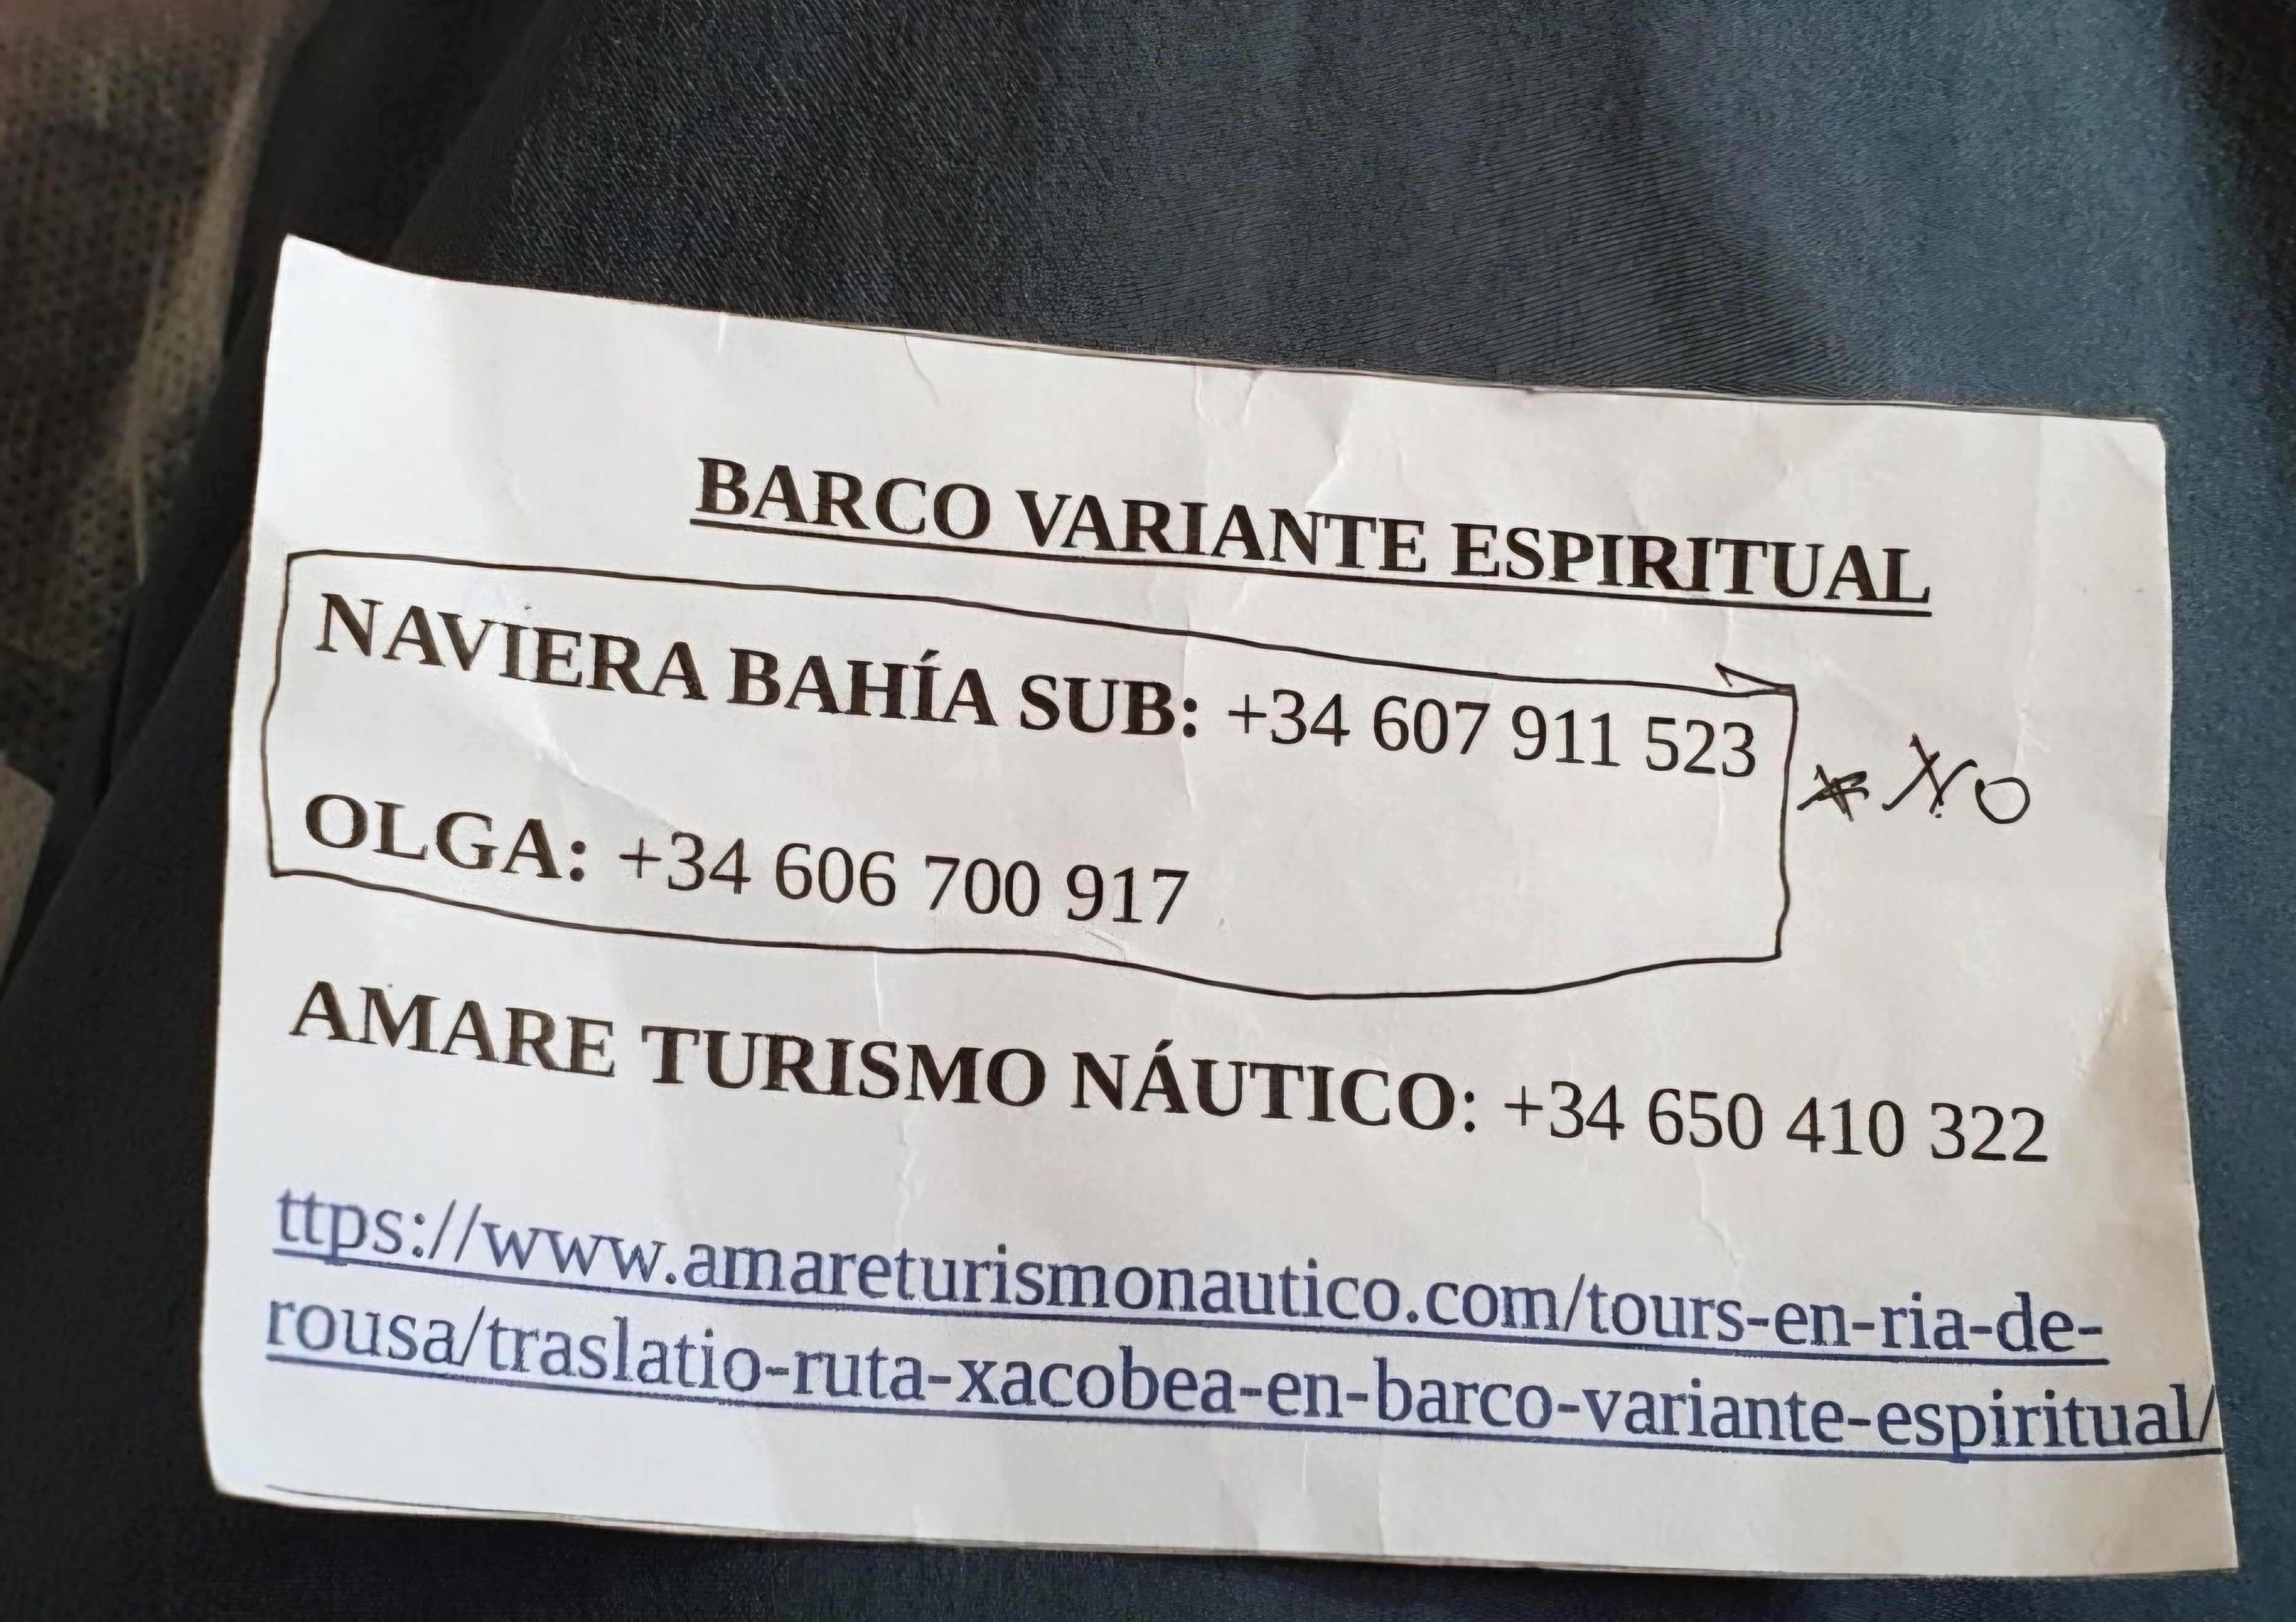 BARCO VARIANTE ESPIRITUAL
NAVIERA BAHÍA SUB: +34 607 911 523
* NO
OLGA: +34 606 700 917
AMARE TURISMO NÁUTICO: +34 650 410 322
ttps://www.amareturismonautico.com/tours-en-ria-de-
rousa/traslatio-ruta-xacobea-en-barco-variante-espiritual/